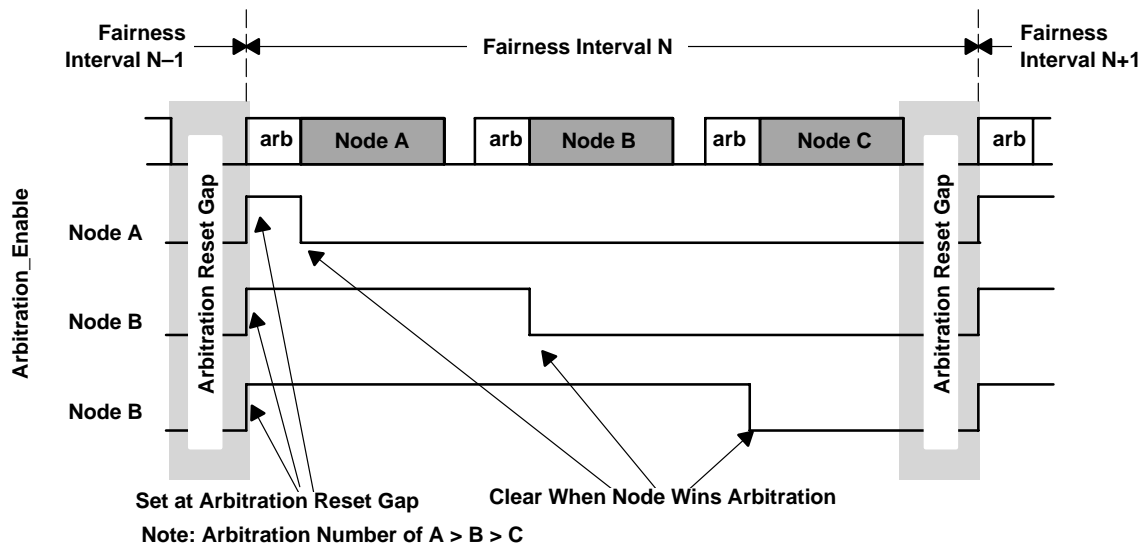 Fairness
Interval N–1
Fairness Interval N
Fairness
Interval N+1
arb
Node A
arb
Node B
arb
Node C
arb
Arbitration_Enable
Node A
Node B
Node B
Arbitration Reset Gap
Arbitration Reset Gap
Set at Arbitration Reset Gap
Clear When Node Wins Arbitration
Note: Arbitration Number of A > B > C